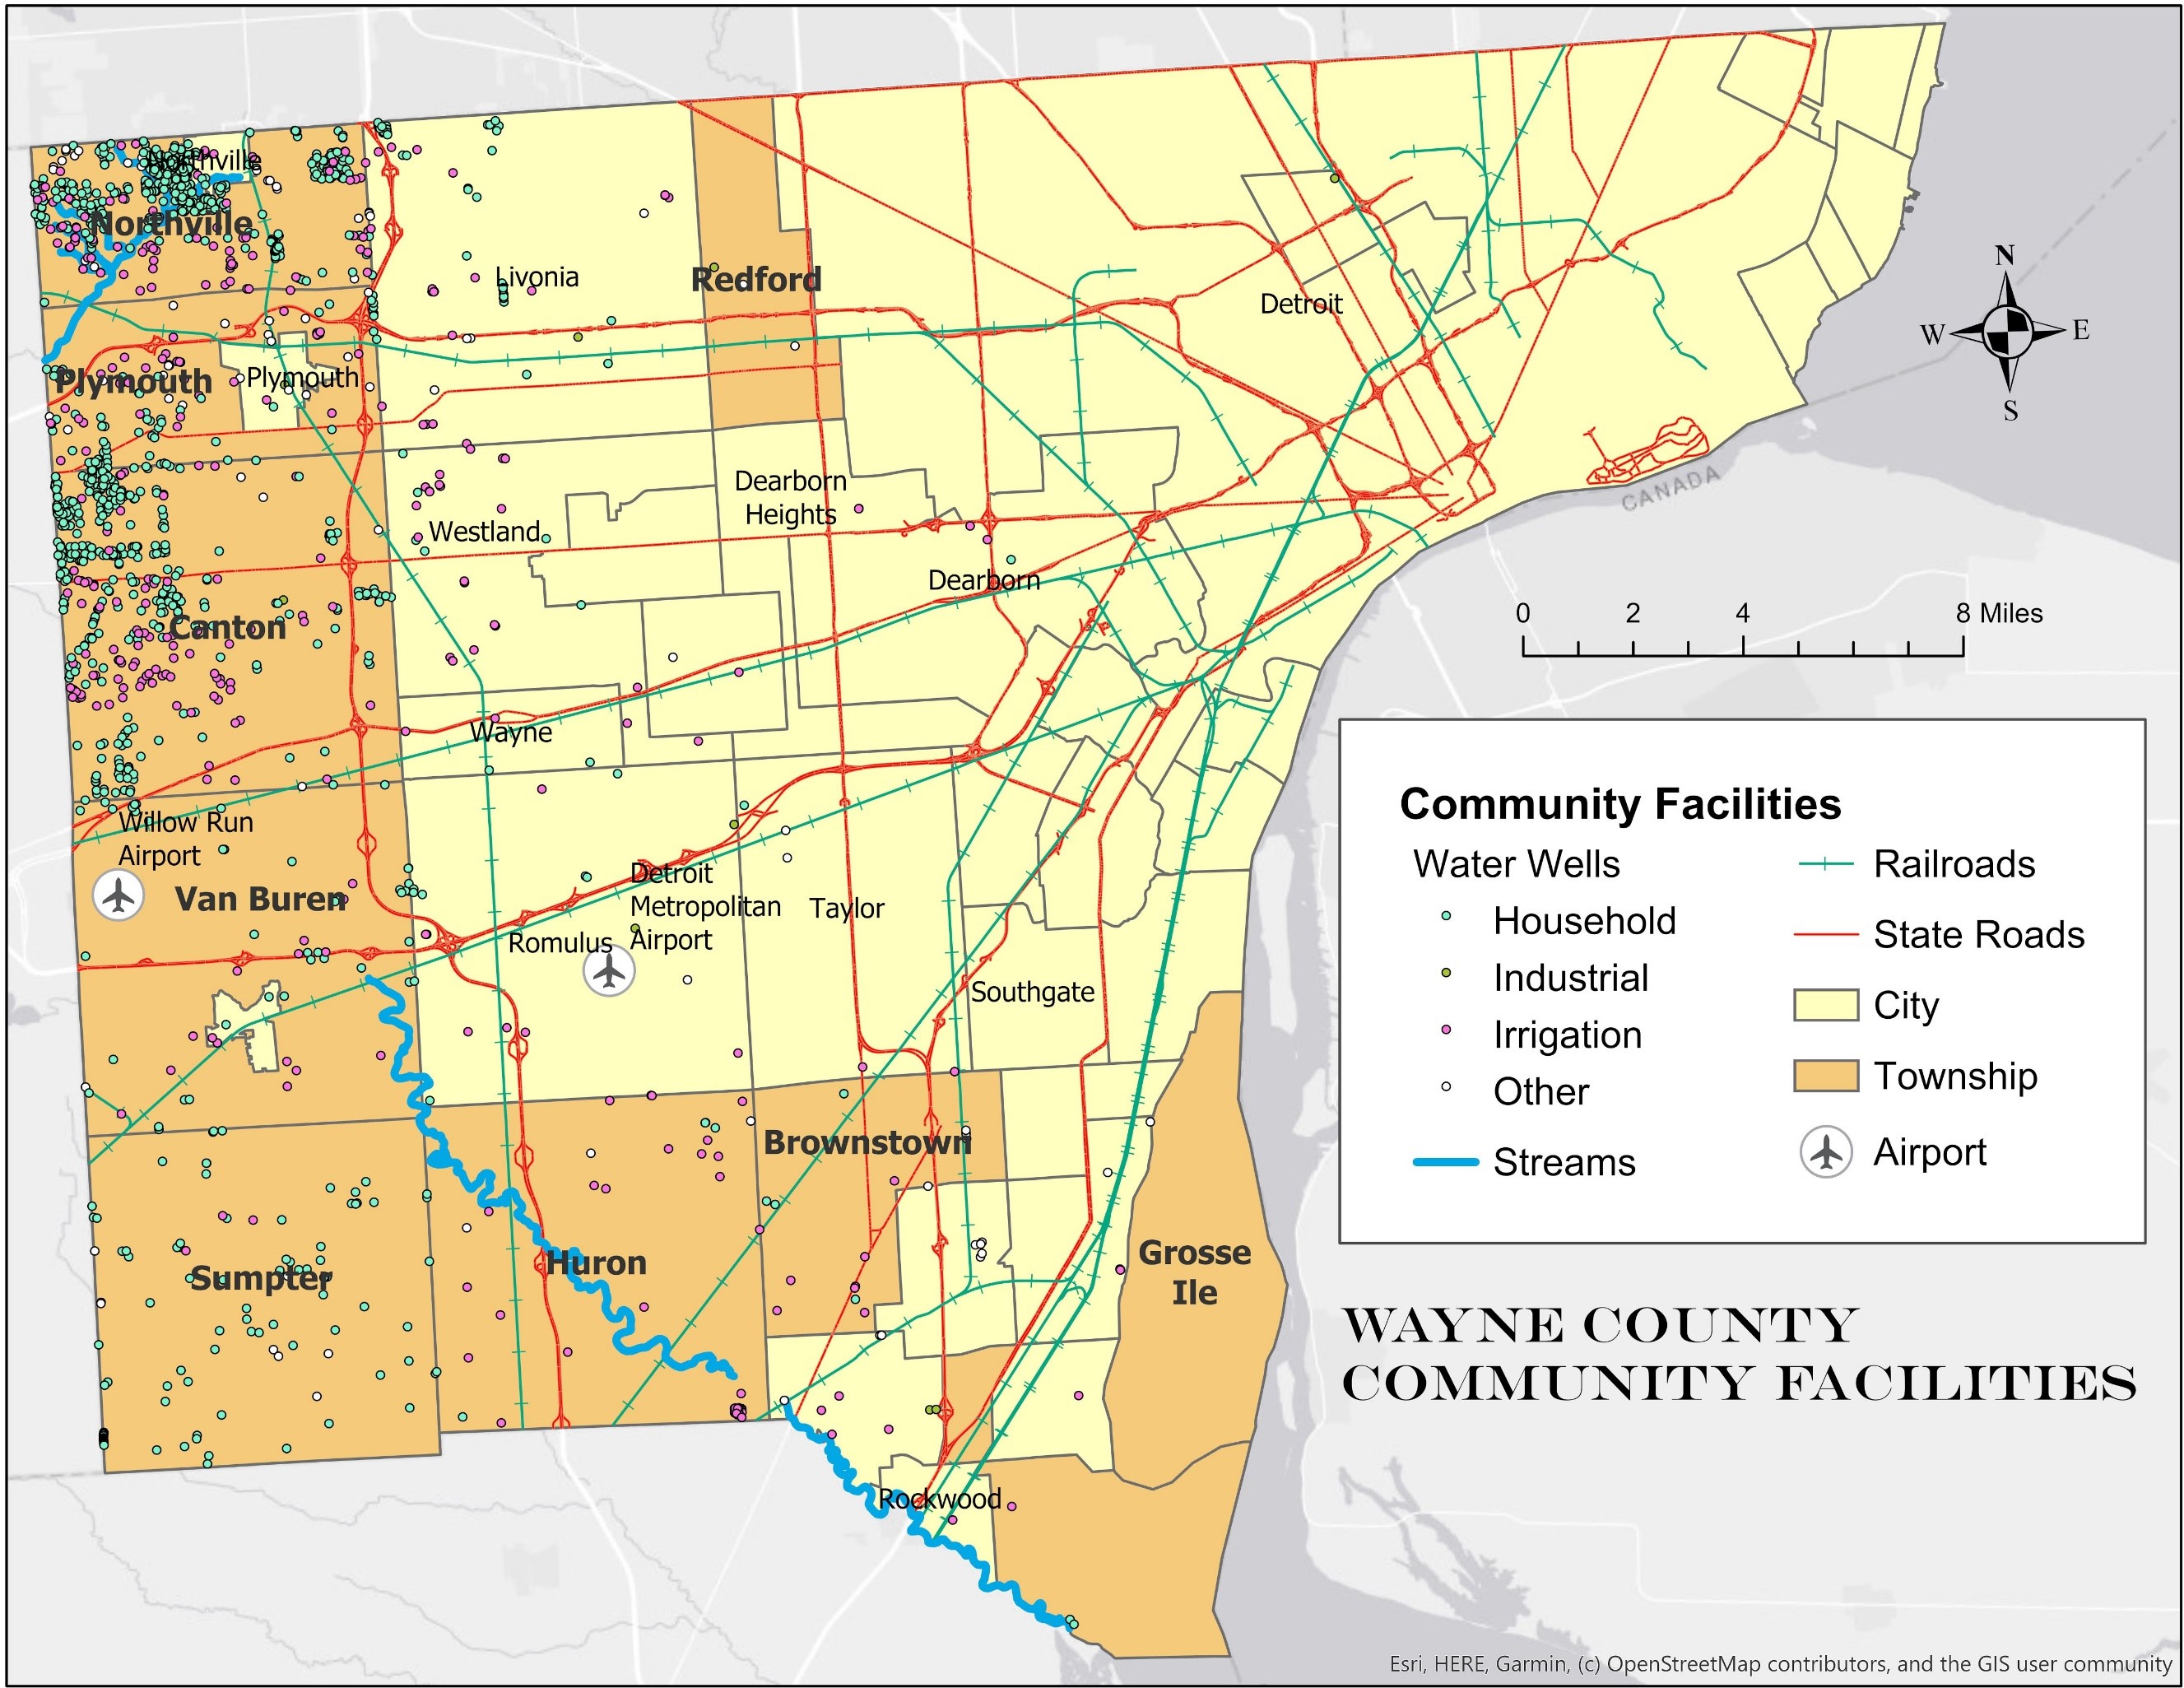 Northville
Northville
Livonia
Redford
Detroit
Plymouth
Plymouth
Dearborn
Heights
Westland
CANADA
Dearborn
Canton
Wayne
Willow Run
Airport
Van Buren
Detroit
Metropolitan
Airport
Romulus
Taylor
Southgate
Brownstown
Huron
Sumpter
Grosse
Ile
Rockwood
N
W E
S
0 2 4 8 Miles
Community Facilities
Water Wells
Household
Industrial
Irrigation
Other
Streams
Railroads
State Roads
City
Township
Airport
WAYNE COUNTY
COMMUNITY FACILITIES
Esri, HERE, Garmin, (c) OpenStreetMap contributors, and the GIS user community